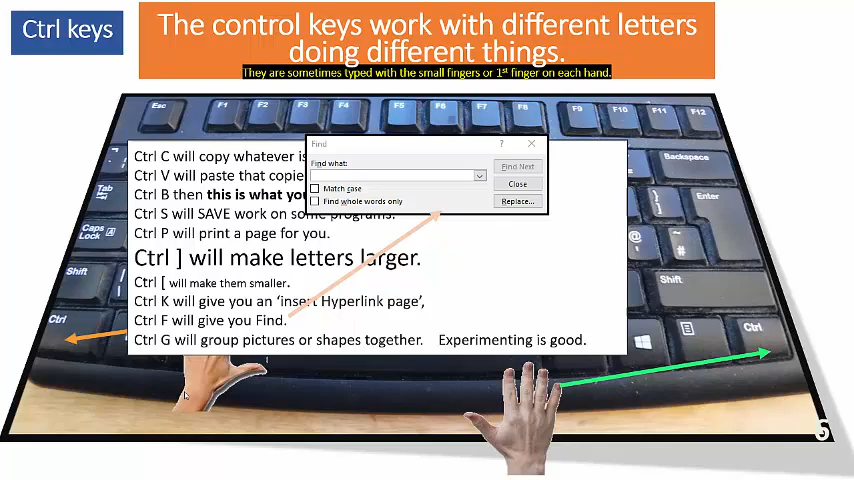 Ctrl keys
The control keys work with different letters
doing different things.
They are sometimes typed with the small fingers or 1st finger on each hand.
Esc
F1
F2
F3
F4
F5
F6
F7
F8
F9
F10
F11
F12
Ctrl C will copy whatever is
Ctrl V will paste that copie
Ctrl B then this is what you
Ctrl S will SAVE work on some programs.
Ctrl P will print a page for you.
Ctrl ] will make letters larger.
Ctrl [ will make them smaller.
Ctrl K will give you an ‘insert Hyperlink page’,
Ctrl F will give you Find.
Ctrl G will group pictures or shapes together. Experimenting is good.
Find
?
Find what:
Find Next
Match case
Close
Find whole words only
Replace...
Backspace
Tab
Enter
Caps
Lock A
@
~
#
Shift
Shift
Ctrl
Ctrl
6